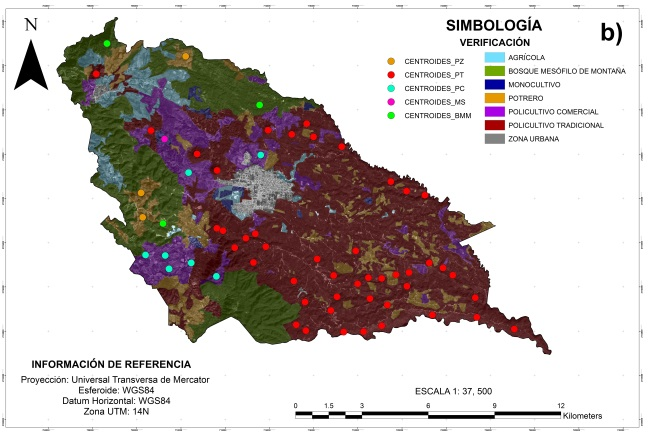 N
SIMBOLOGÍA
b)
VERIFICACIÓN
CENTROIDES_PZ
CENTROIDES_PT
CENTROIDES_PC
CENTROIDES_MS
CENTROIDES_BMM
AGRÍCOLA
BOSQUE MESÓFILO DE MONTAÑA
MONOCULTIVO
POTRERO
POLICULTIVO COMERCIAL
POLICULTIVO TRADICIONAL
ZONA URBANA
INFORMACIÓN DE REFERENCIA
Proyección: Universal Transversa de Mercator
Esferoide: WGS84
Datum Horizontal: WGS84
Zona UTM: 14N
ESCALA 1: 37, 500
0 1.5 3 6 9 12
Kilometers